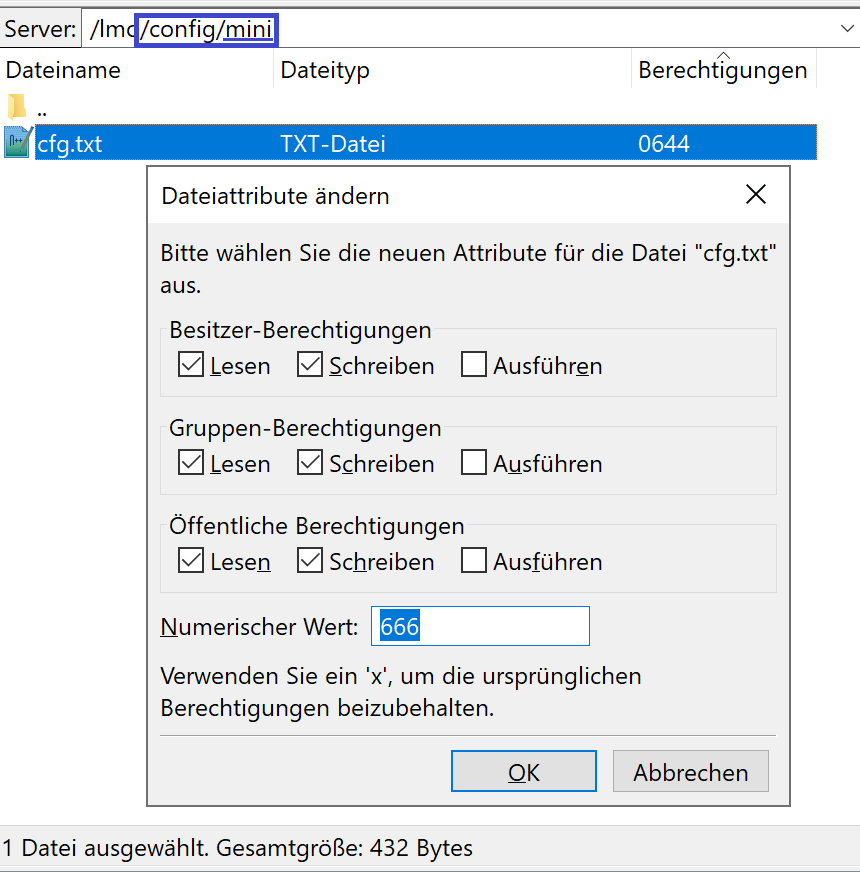 Server: /lmc/config/mini
Dateiname Dateityp Berechtigungen
..
cfg.txt TXT-Datei 0644
Dateiattribute ändern
Bitte wählen Sie die neuen Attribute für die Datei "cfg.txt"
aus.
Besitzer-Berechtigungen
Lesen Schreiben Ausführen
Gruppen-Berechtigungen
Lesen Schreiben Ausführen
Öffentliche Berechtigungen
Lesen Schreiben Ausführen
Numerischer Wert: 666
Verwenden Sie ein 'x', um die ursprünglichen
Berechtigungen beizubehalten.
OK Abbrechen
1 Datei ausgewählt. Gesamtgröße: 432 Bytes